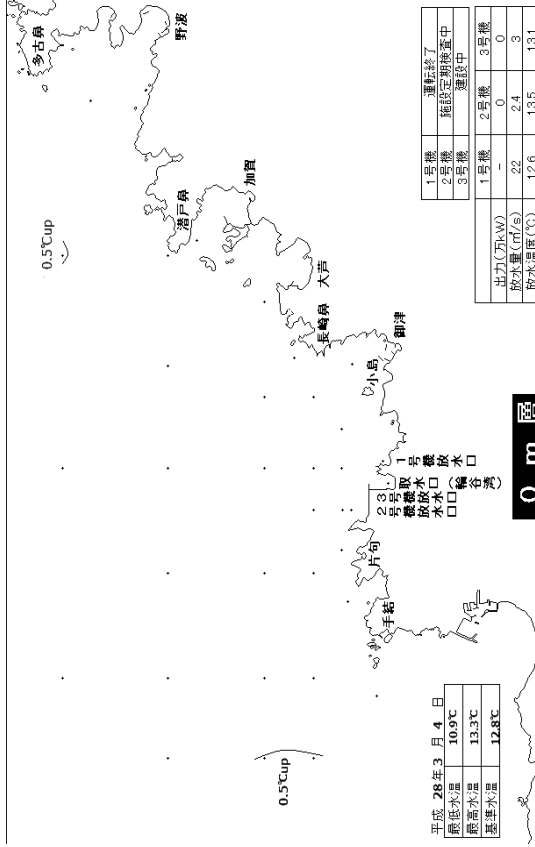 多古鼻
野波
0.5℃up
潜戸鼻
加賀
大芦
長崎鼻
御津
小島
1号機放水口
取水口(輪谷湾)
3号機放水口
2号機放水口
片句
手結
0.5℃up
1号機 運転終了
2号機 施設定期検査中
3号機 建設中
1号機 2号機 3号機
出力(万kW) - 0 0
放水量(㎥/s) 22 2.4 3
放水温度(℃) 12.6 13.5 13.1
0 m 層
平成 28年 3 月 4 日
最低水温 10.9℃
最高水温 13.3℃
基準水温 12.8℃